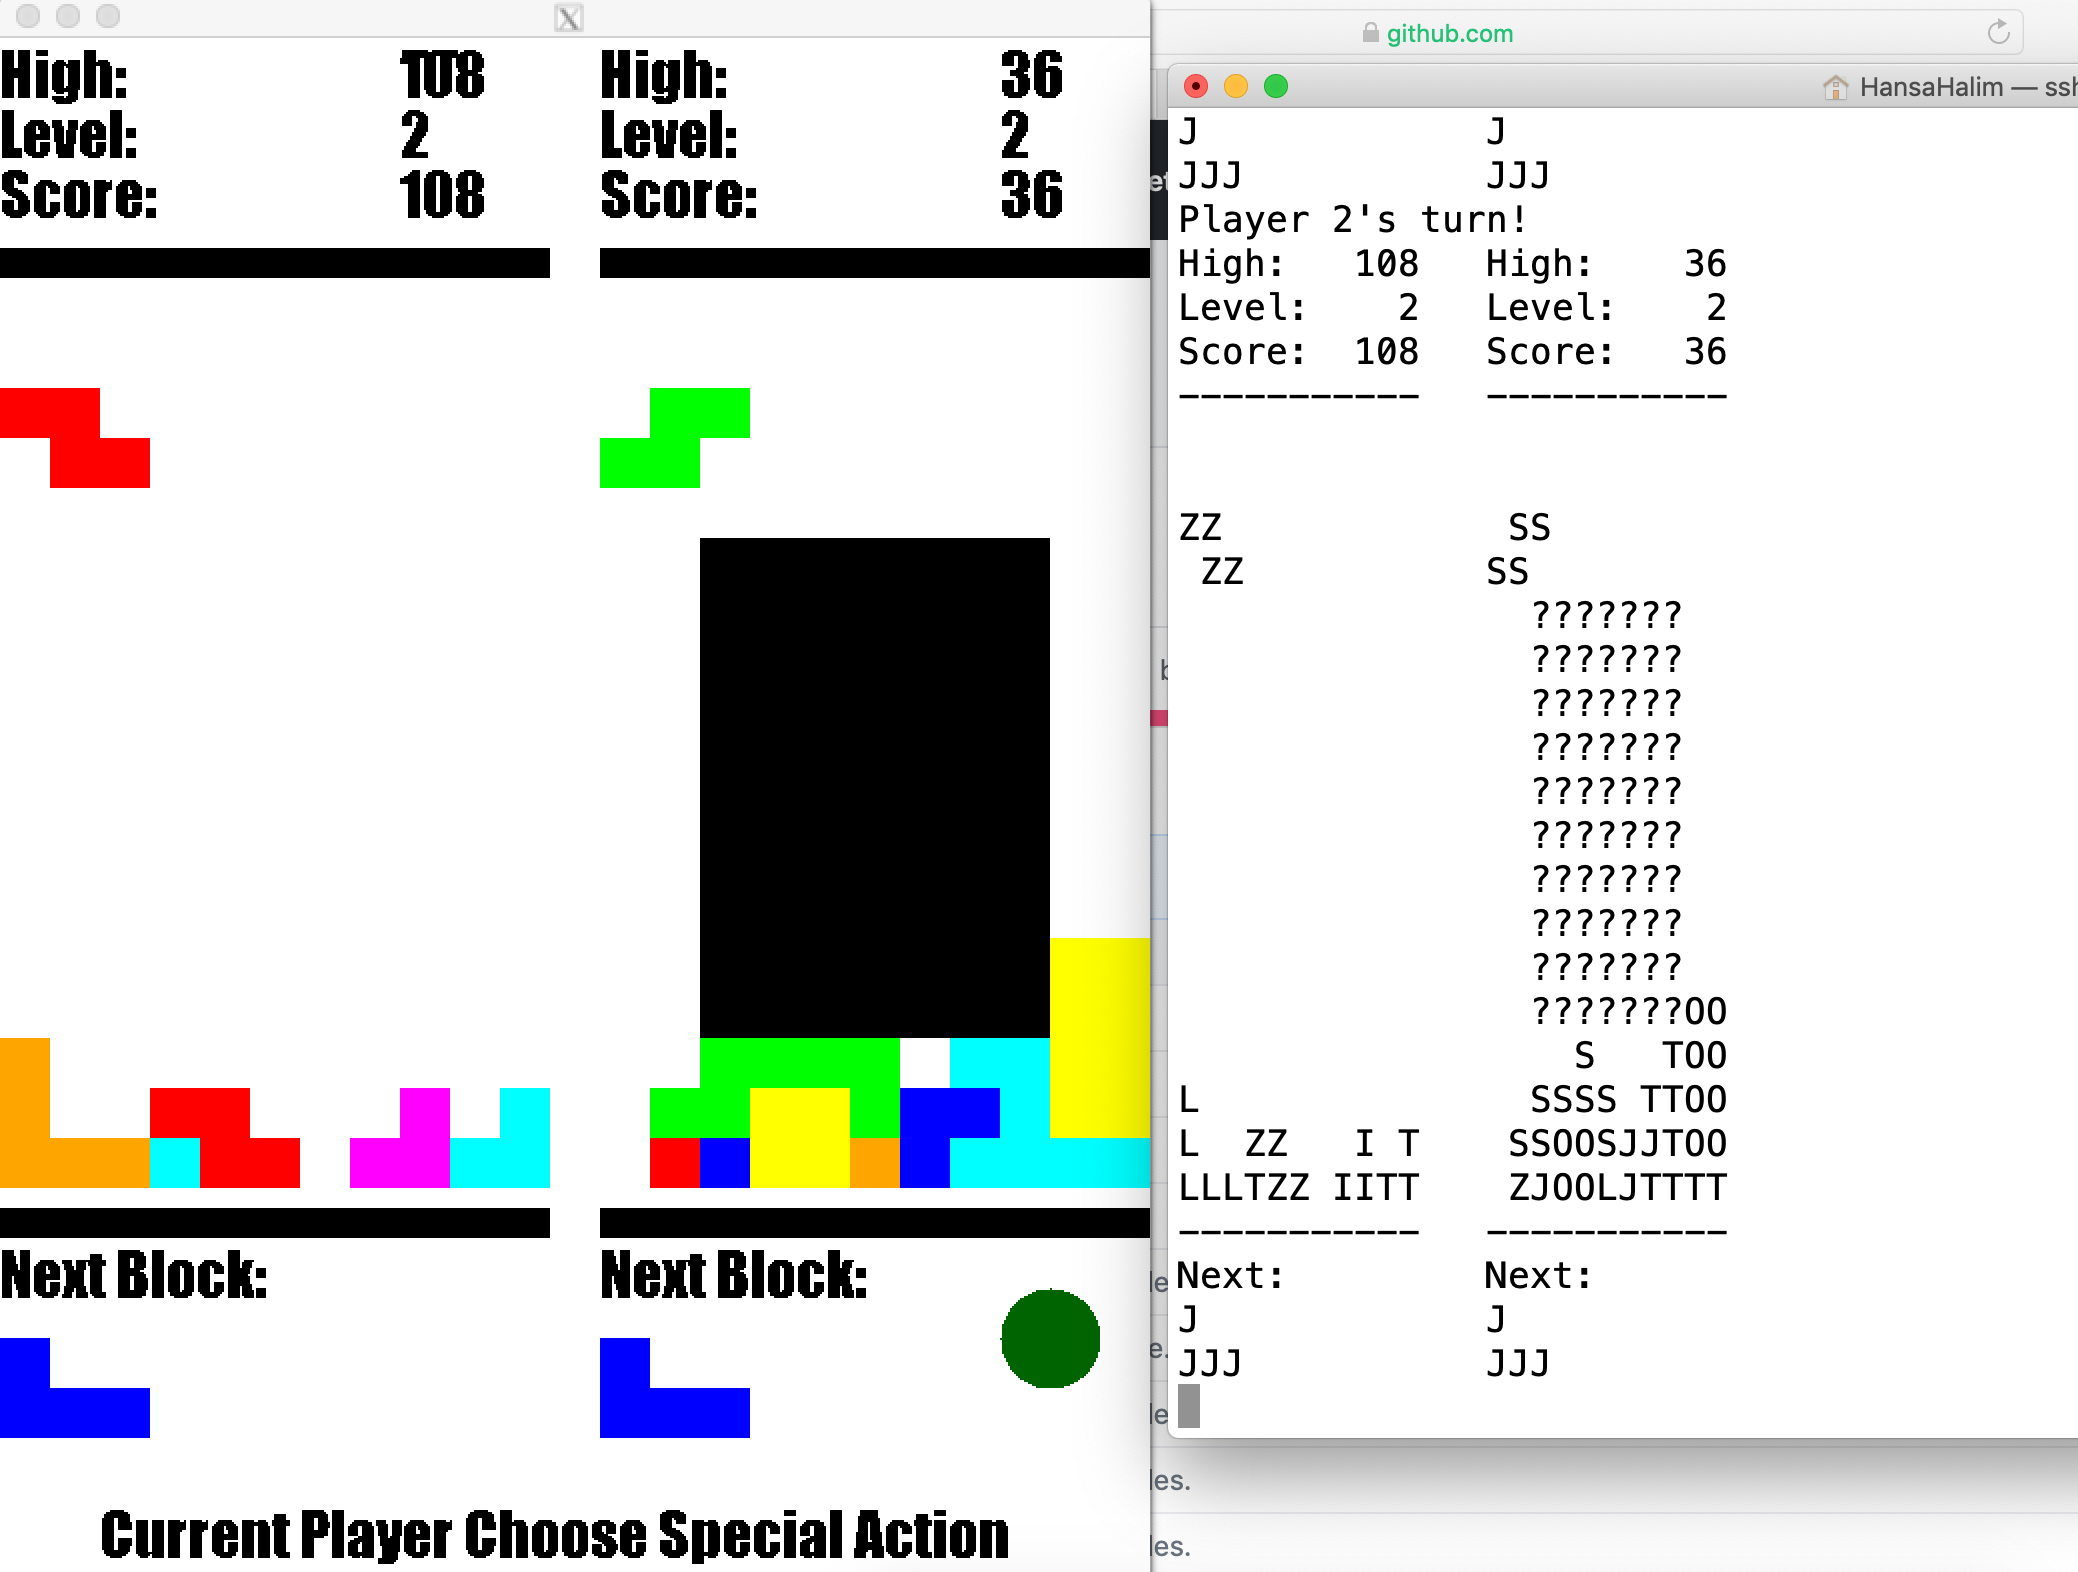 High: 108 High: 36
Level: 2 Level: 2
Score: 108 Score: 36
Next Block: Next Block:
Current Player Choose Special Action
github.com
HansaHalim — ssh
J J
JJJ JJJ
Player 2's turn!
High: 108 High: 36
Level: 2 Level: 2
Score: 108 Score: 36
----------- -----------
ZZ SS
ZZ SS
???????
???????
???????
???????
???????
???????
???????
???????
???????
???????OO
S TOO
L SSSS TTOO
L ZZ I T SSOOSJJTOO
LLLTZZ IITT ZJOOLJTTTT
----------- -----------
Next: Next:
J J
JJJ JJJ
les.
les.